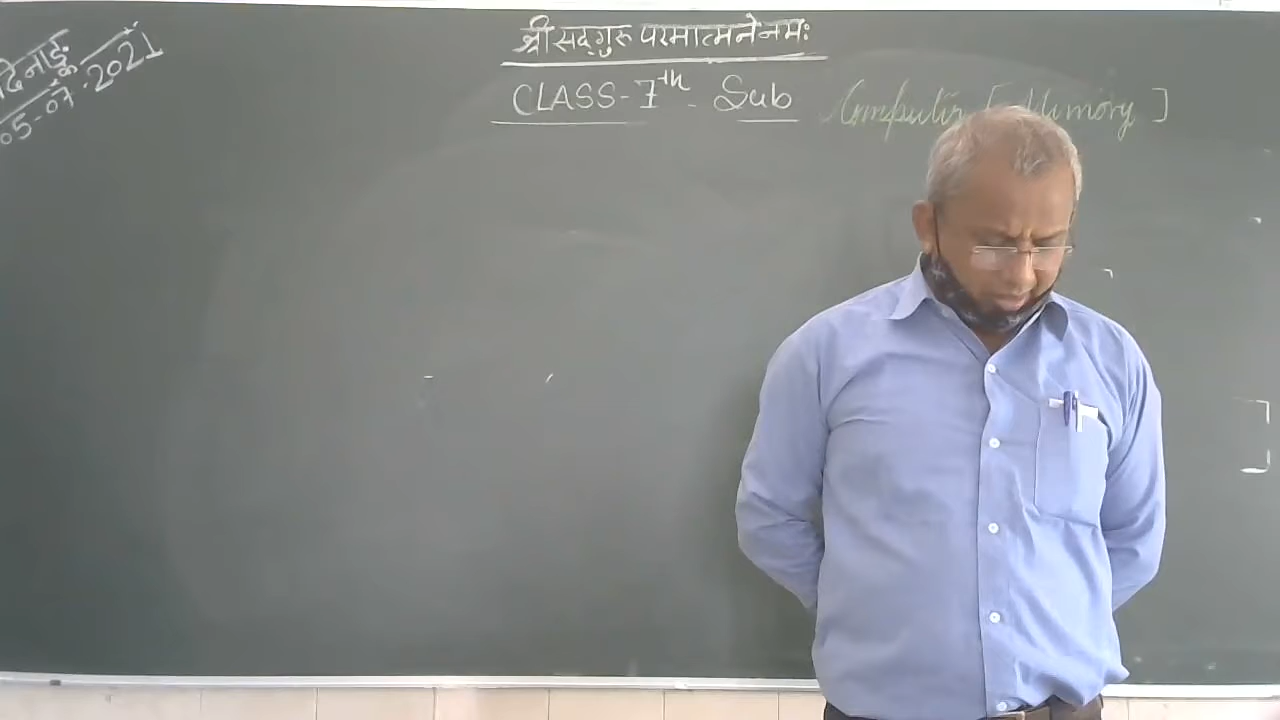 श्री सद्‌गुरु परमात्मने नमः
दिनाङ्कः
05-07-2021
CLASS-7th - Sub Computer [Memory]